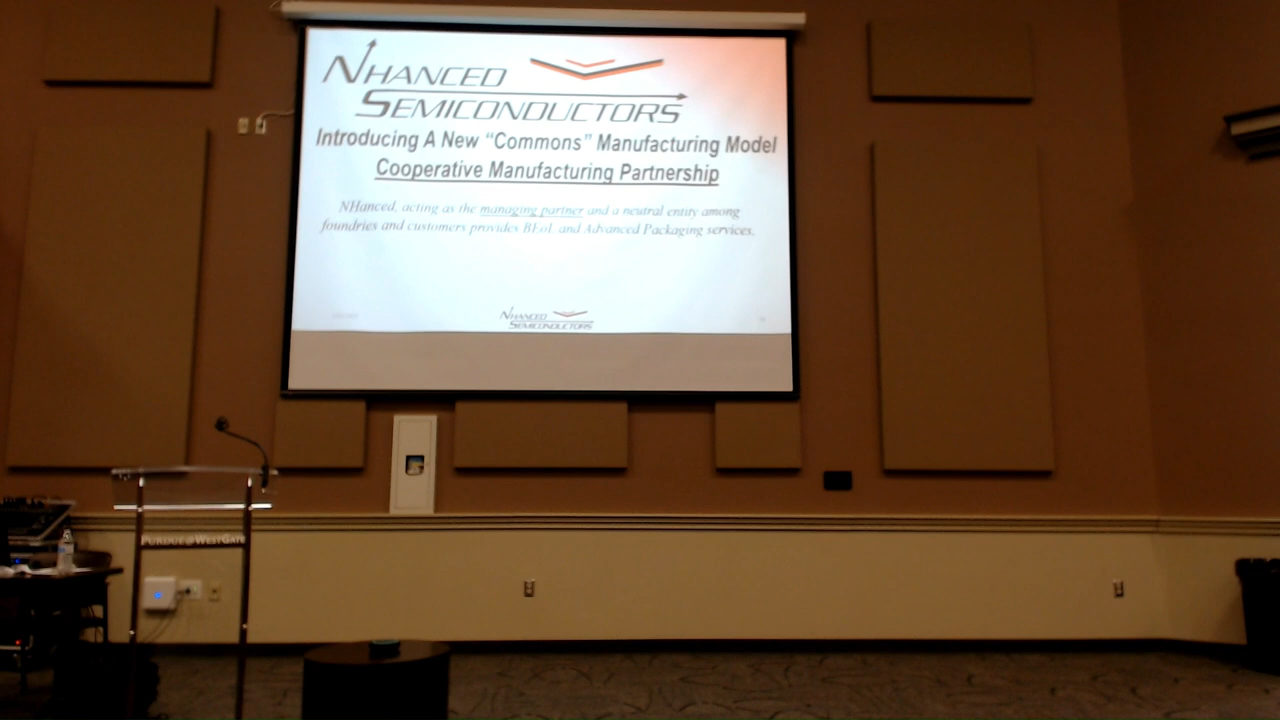 NHANCED
SEMICONDUCTORS
Introducing A New “Commons” Manufacturing Model
Cooperative Manufacturing Partnership
NHanced, acting as the managing partner and a neutral entity among
foundries and customers provides BEoL and Advanced Packaging services.
NHANCED
SEMICONDUCTORS
PURDUE@WESTGATE